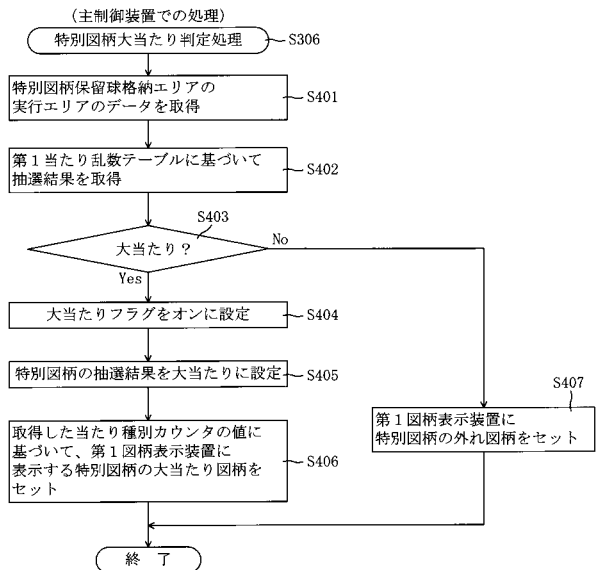 (主制御装置での処理)
特別図柄大当たり判定処理
S306
特別図柄保留球格納エリアの
実行エリアのデータを取得
S401
第1当たり乱数テーブルに基づいて
抽選結果を取得
S402
S403
大当たり?
No
Yes
大当たりフラグをオンに設定
S404
特別図柄の抽選結果を大当たりに設定
S405
取得した当たり種別カウンタの値に
基づいて、第1図柄表示装置に
表示する特別図柄の大当たり図柄を
セット
S406
S407
第1図柄表示装置に
特別図柄の外れ図柄をセット
終 了